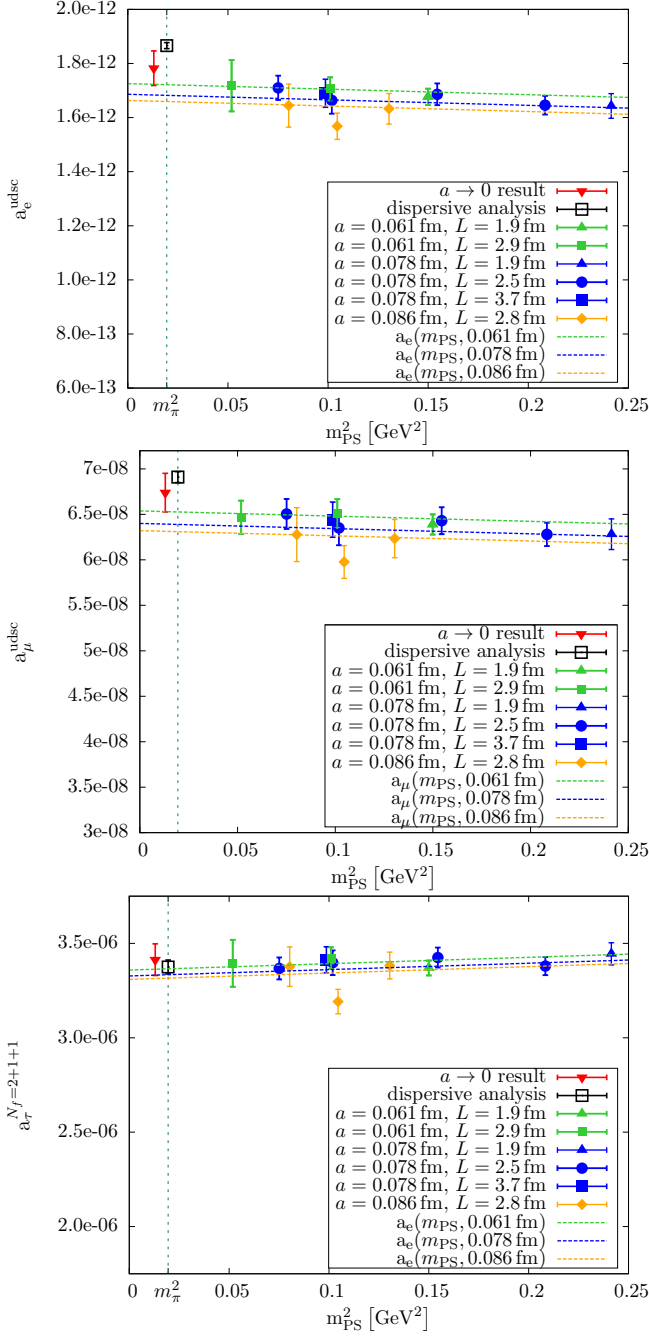 2.0e-12
1.8e-12
1.6e-12
1.4e-12
1.2e-12
1.0e-12
8.0e-13
6.0e-13
a_e^udsc
a → 0 result
dispersive analysis
a = 0.061 fm, L = 1.9 fm
a = 0.061 fm, L = 2.9 fm
a = 0.078 fm, L = 1.9 fm
a = 0.078 fm, L = 2.5 fm
a = 0.078 fm, L = 3.7 fm
a = 0.086 fm, L = 2.8 fm
a_e(m_PS, 0.061 fm)
a_e(m_PS, 0.078 fm)
a_e(m_PS, 0.086 fm)
0 m_π^2 0.05 0.1 0.15 0.2 0.25
m_PS^2 [GeV^2]
7e-08
6.5e-08
6e-08
5.5e-08
5e-08
4.5e-08
4e-08
3.5e-08
3e-08
a_μ^udsc
a → 0 result
dispersive analysis
a = 0.061 fm, L = 1.9 fm
a = 0.061 fm, L = 2.9 fm
a = 0.078 fm, L = 1.9 fm
a = 0.078 fm, L = 2.5 fm
a = 0.078 fm, L = 3.7 fm
a = 0.086 fm, L = 2.8 fm
a_μ(m_PS, 0.061 fm)
a_μ(m_PS, 0.078 fm)
a_μ(m_PS, 0.086 fm)
0 0.05 0.1 0.15 0.2 0.25
m_PS^2 [GeV^2]
3.5e-06
3.0e-06
2.5e-06
2.0e-06
a_τ^{N_f=2+1+1}
a → 0 result
dispersive analysis
a = 0.061 fm, L = 1.9 fm
a = 0.061 fm, L = 2.9 fm
a = 0.078 fm, L = 1.9 fm
a = 0.078 fm, L = 2.5 fm
a = 0.078 fm, L = 3.7 fm
a = 0.086 fm, L = 2.8 fm
a_e(m_PS, 0.061 fm)
a_e(m_PS, 0.078 fm)
a_e(m_PS, 0.086 fm)
0 m_π^2 0.05 0.1 0.15 0.2 0.25
m_PS^2 [GeV^2]